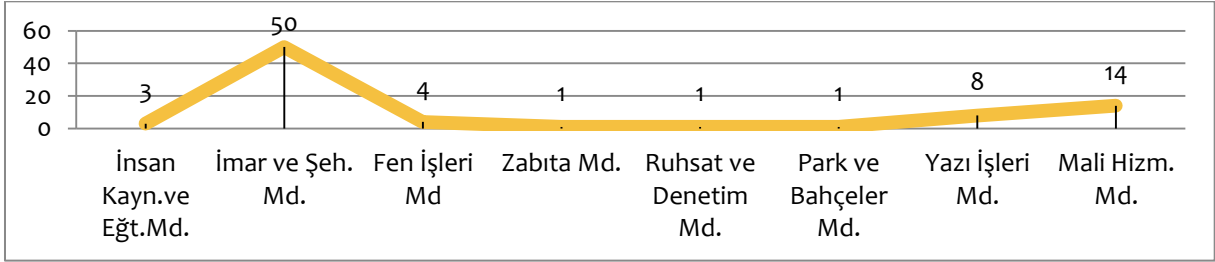 60
50
40
20
0
3
4
1
1
1
8
14
İnsan
Kayn.ve
Eğt.Md.
İmar ve Şeh.
Md.
Fen İşleri
Md
Zabıta Md.
Ruhsat ve
Denetim
Md.
Park ve
Bahçeler
Md.
Yazı İşleri
Md.
Mali Hizm.
Md.